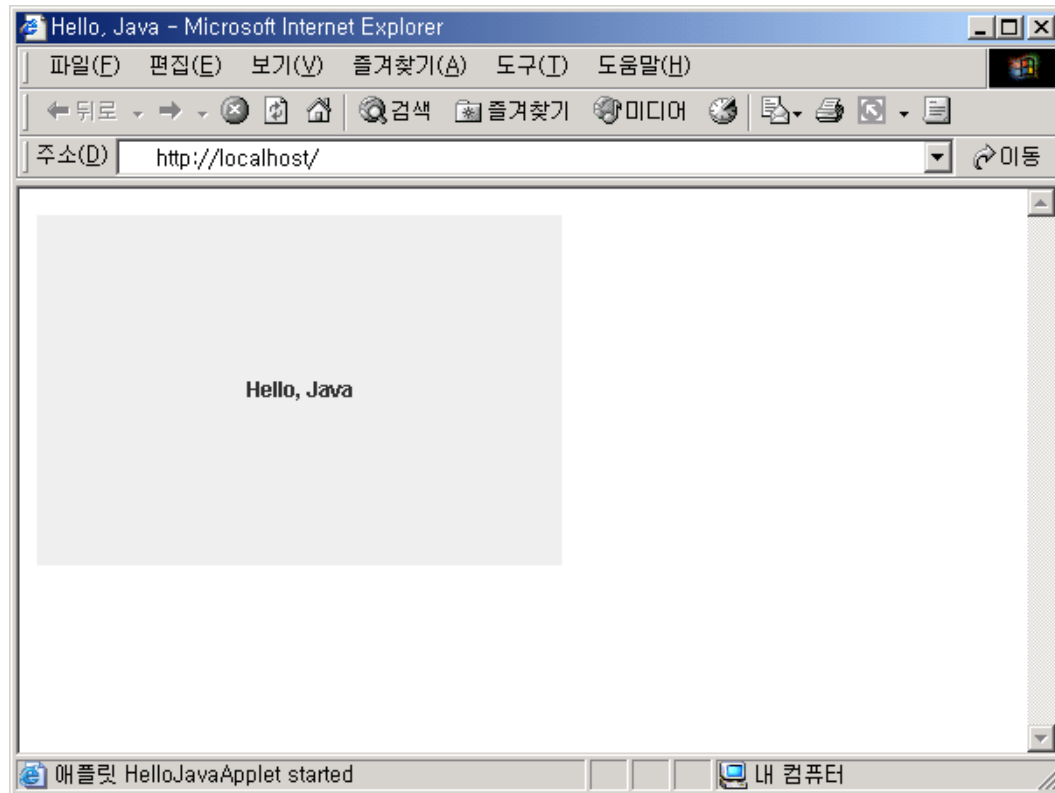 Hello, Java - Microsoft Internet Explorer
파일(F) 편집(E) 보기(V) 즐겨찾기(A) 도구(T) 도움말(H)
뒤로 검색 즐겨찾기 미디어
주소(D) http://localhost/ 이동
Hello, Java
애플릿 HelloJavaApplet started 내 컴퓨터